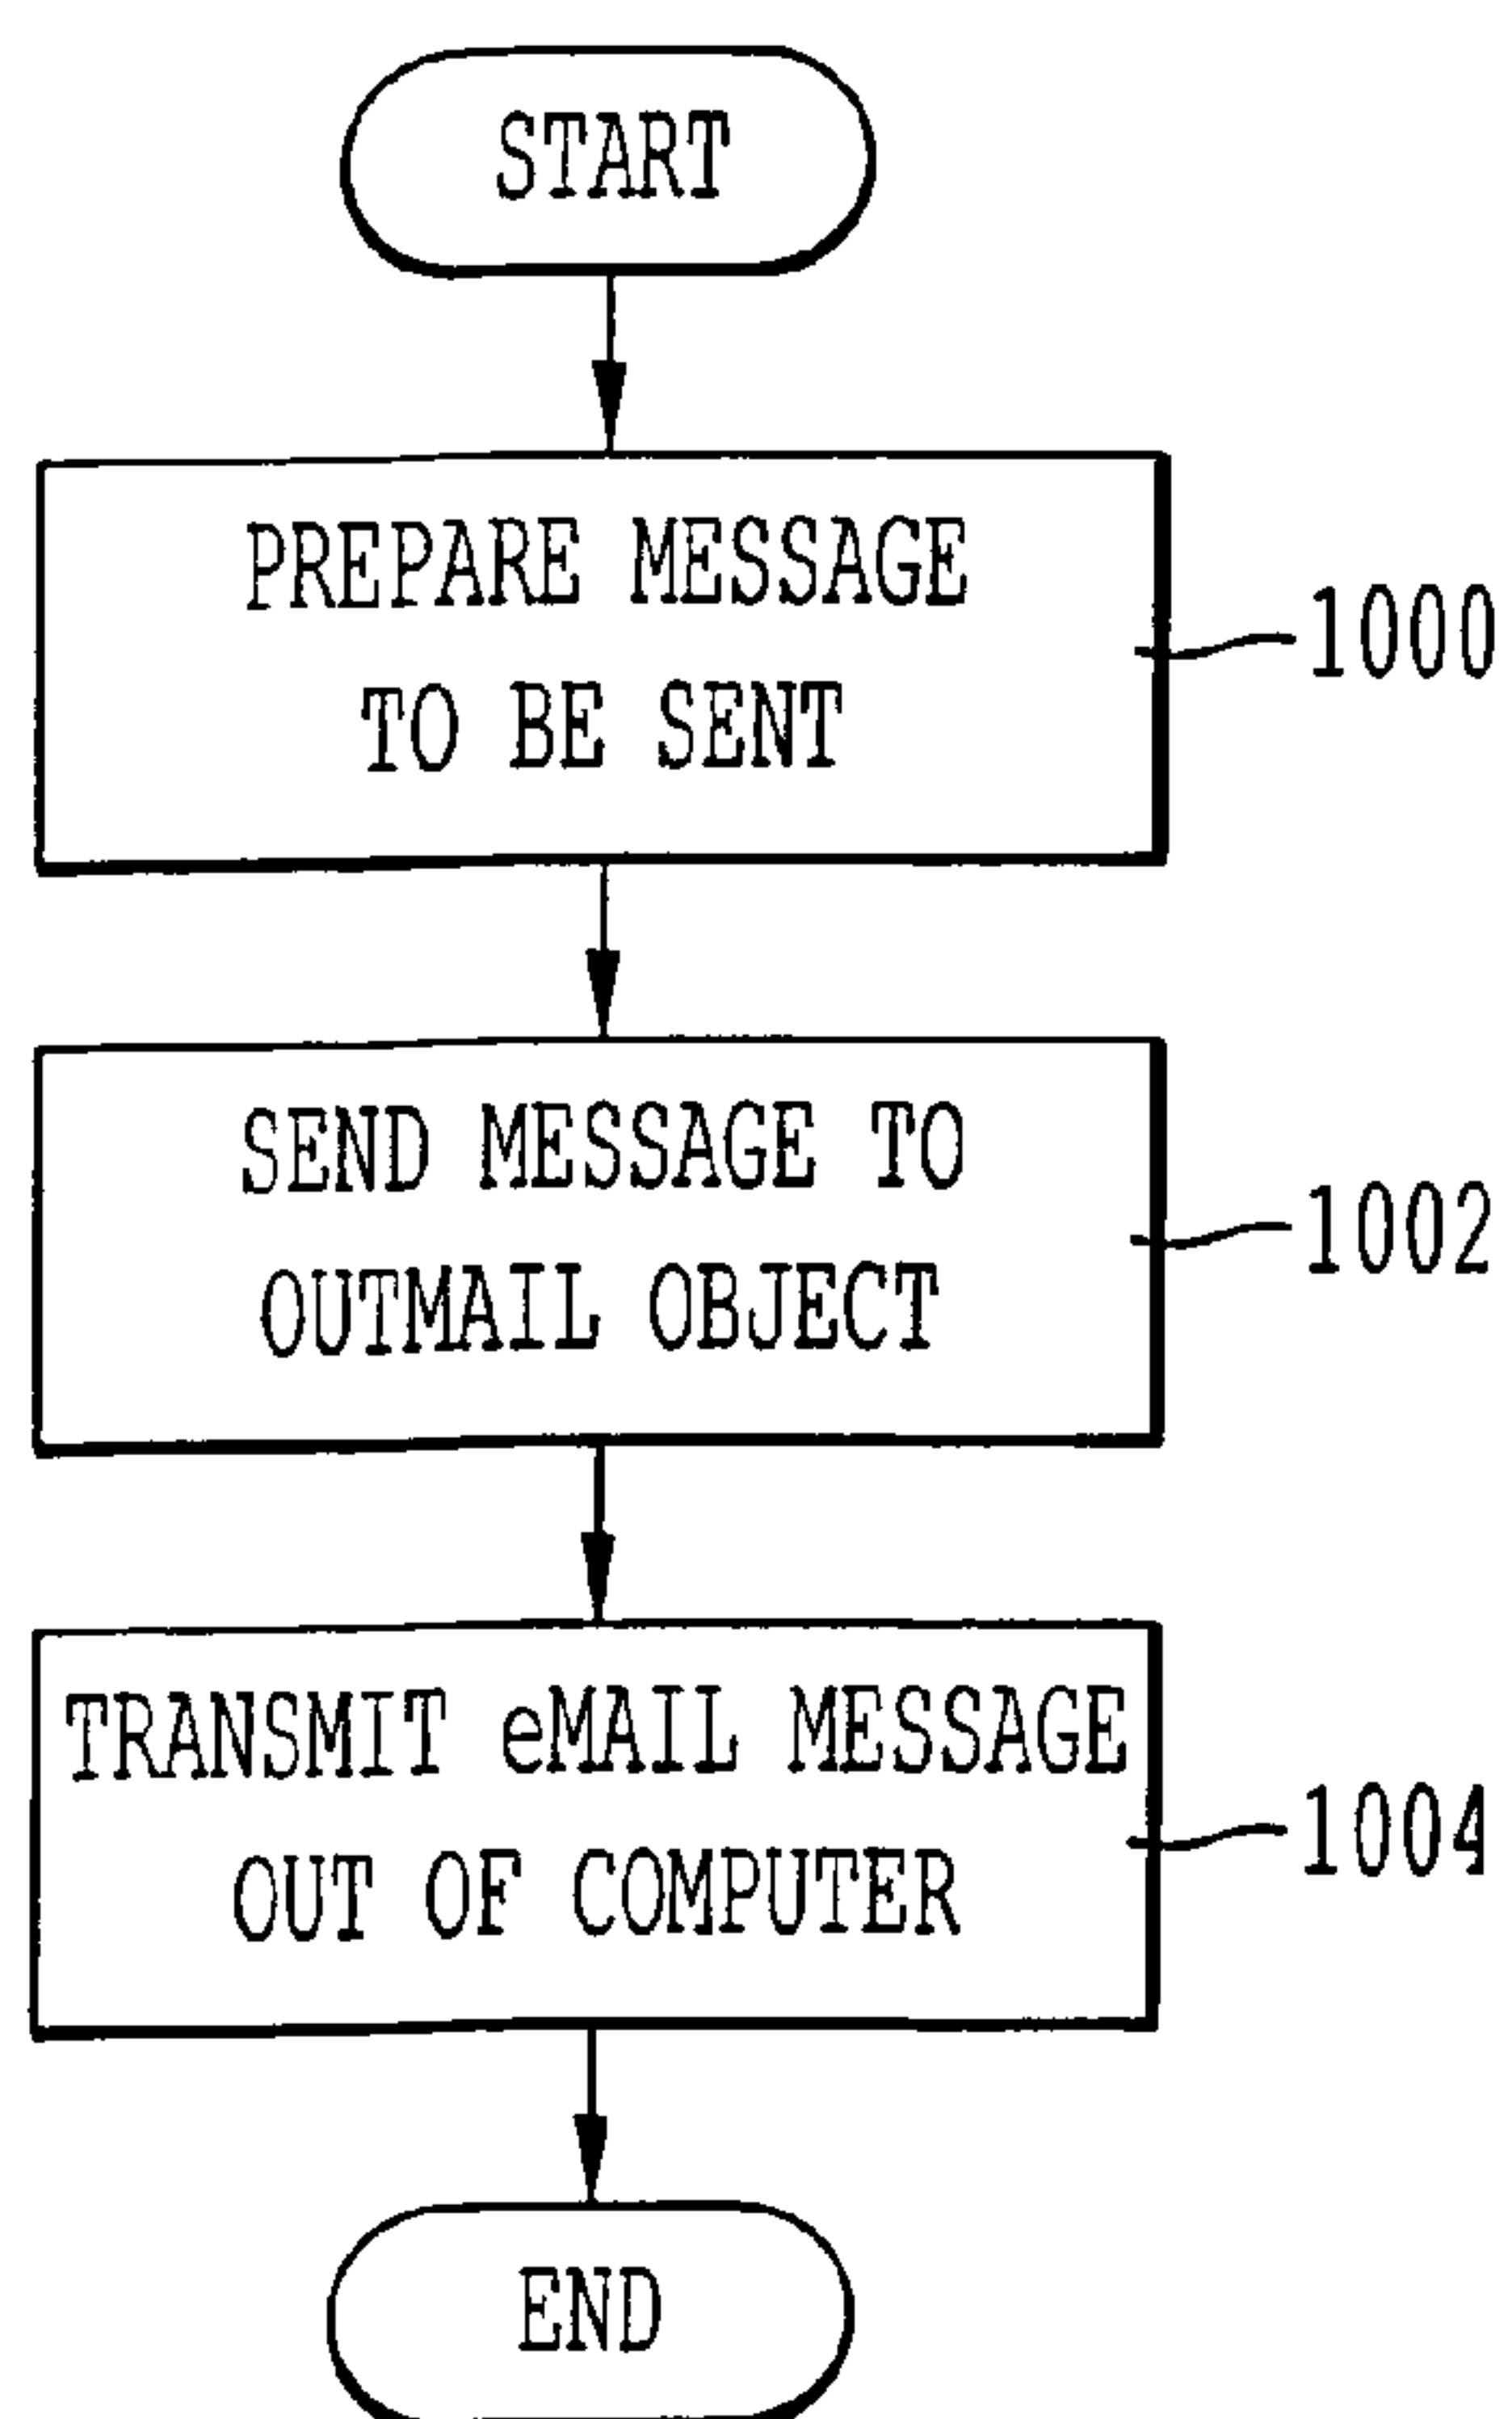 START
PREPARE MESSAGE
TO BE SENT
1000
SEND MESSAGE TO
OUTMAIL OBJECT
1002
TRANSMIT eMAIL MESSAGE
OUT OF COMPUTER
1004
END